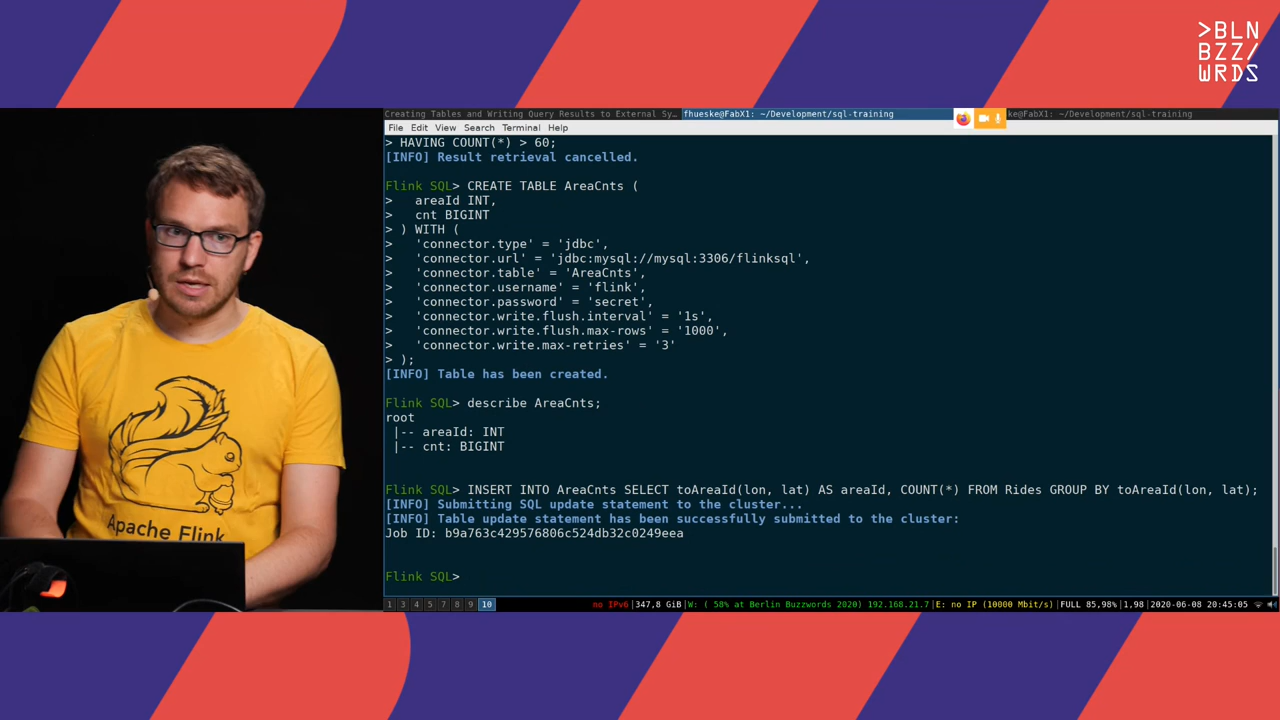 >BLN
BZZ/
WRDS
Creating Tables and Writing Query Results to External Sy…
fhueske@FabX1: ~/Development/sql-training
ke@FabX1: ~/Development/sql-training
File Edit View Search Terminal Help
> HAVING COUNT(*) > 60;
[INFO] Result retrieval cancelled.
Flink SQL> CREATE TABLE AreaCnts (
>   areaId INT,
>   cnt BIGINT
> ) WITH (
>   'connector.type' = 'jdbc',
>   'connector.url' = 'jdbc:mysql://mysql:3306/flinksql',
>   'connector.table' = 'AreaCnts',
>   'connector.username' = 'flink',
>   'connector.password' = 'secret',
>   'connector.write.flush.interval' = '1s',
>   'connector.write.flush.max-rows' = '1000',
>   'connector.write.max-retries' = '3'
> );
[INFO] Table has been created.
Flink SQL> describe AreaCnts;
root
|-- areaId: INT
|-- cnt: BIGINT
Flink SQL> INSERT INTO AreaCnts SELECT toAreaId(lon, lat) AS areaId, COUNT(*) FROM Rides GROUP BY toAreaId(lon, lat);
[INFO] Submitting SQL update statement to the cluster...
[INFO] Table update statement has been successfully submitted to the cluster:
Job ID: b9a763c429576806c524db32c0249eea
Flink SQL>
Apache Flink
1 3 4 5 7 8 9 10
no IPv6|347,8 GiB|W: ( 58% at Berlin Buzzwords 2020) 192.168.21.7|E: no IP (10000 Mbit/s)|FULL 85,98%|1,98|2020-06-08 20:45:05